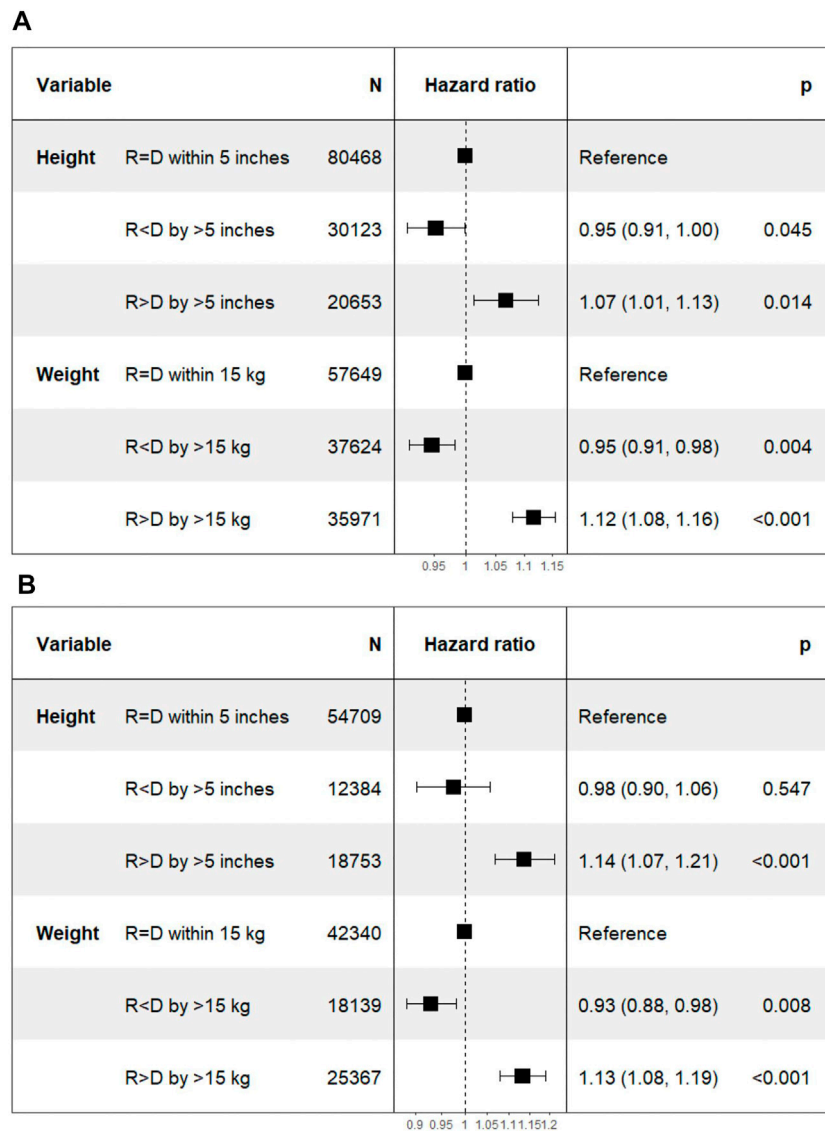 A
Variable N Hazard ratio p
Height R=D within 5 inches 80468 Reference
R<D by >5 inches 30123 0.95 (0.91, 1.00) 0.045
R>D by >5 inches 20653 1.07 (1.01, 1.13) 0.014
Weight R=D within 15 kg 57649 Reference
R<D by >15 kg 37624 0.95 (0.91, 0.98) 0.004
R>D by >15 kg 35971 1.12 (1.08, 1.16) <0.001
0.95 1 1.05 1.1 1.15
B
Variable N Hazard ratio p
Height R=D within 5 inches 54709 Reference
R<D by >5 inches 12384 0.98 (0.90, 1.06) 0.547
R>D by >5 inches 18753 1.14 (1.07, 1.21) <0.001
Weight R=D within 15 kg 42340 Reference
R<D by >15 kg 18139 0.93 (0.88, 0.98) 0.008
R>D by >15 kg 25367 1.13 (1.08, 1.19) <0.001
0.9 0.95 1 1.05 1.1 1.15 1.2